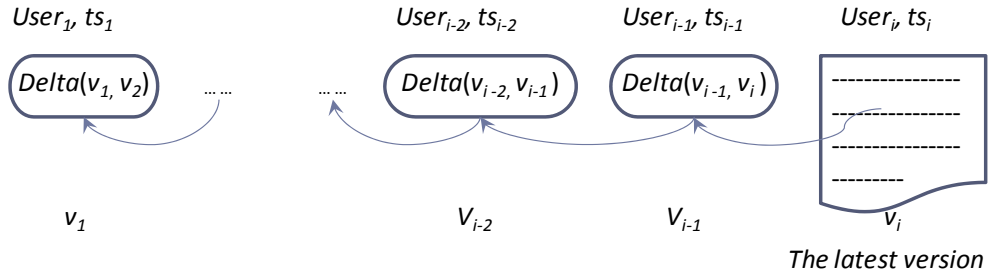 User1, ts1 Useri-2, tsi-2 Useri-1, tsi-1 Useri, tsi
Delta(v1, v2) ... ... ... ... Delta(vi-2, vi-1) Delta(vi-1, vi)
v1 Vi-2 Vi-1 vi
The latest version